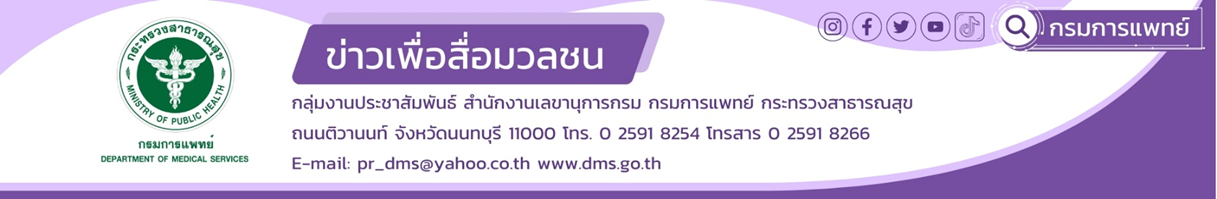 กระทรวงสาธารณสุข
MINISTRY OF PUBLIC HEALTH
กรมการแพทย์
DEPARTMENT OF MEDICAL SERVICES
ข่าวเพื่อสื่อมวลชน
กรมการแพทย์
กลุ่มงานประชาสัมพันธ์ สำนักงานเลขานุการกรม กรมการแพทย์ กระทรวงสาธารณสุข
ถนนติวานนท์ จังหวัดนนทบุรี 11000 โทร. 0 2591 8254 โทรสาร 0 2591 8266
E-mail: pr_dms@yahoo.co.th www.dms.go.th